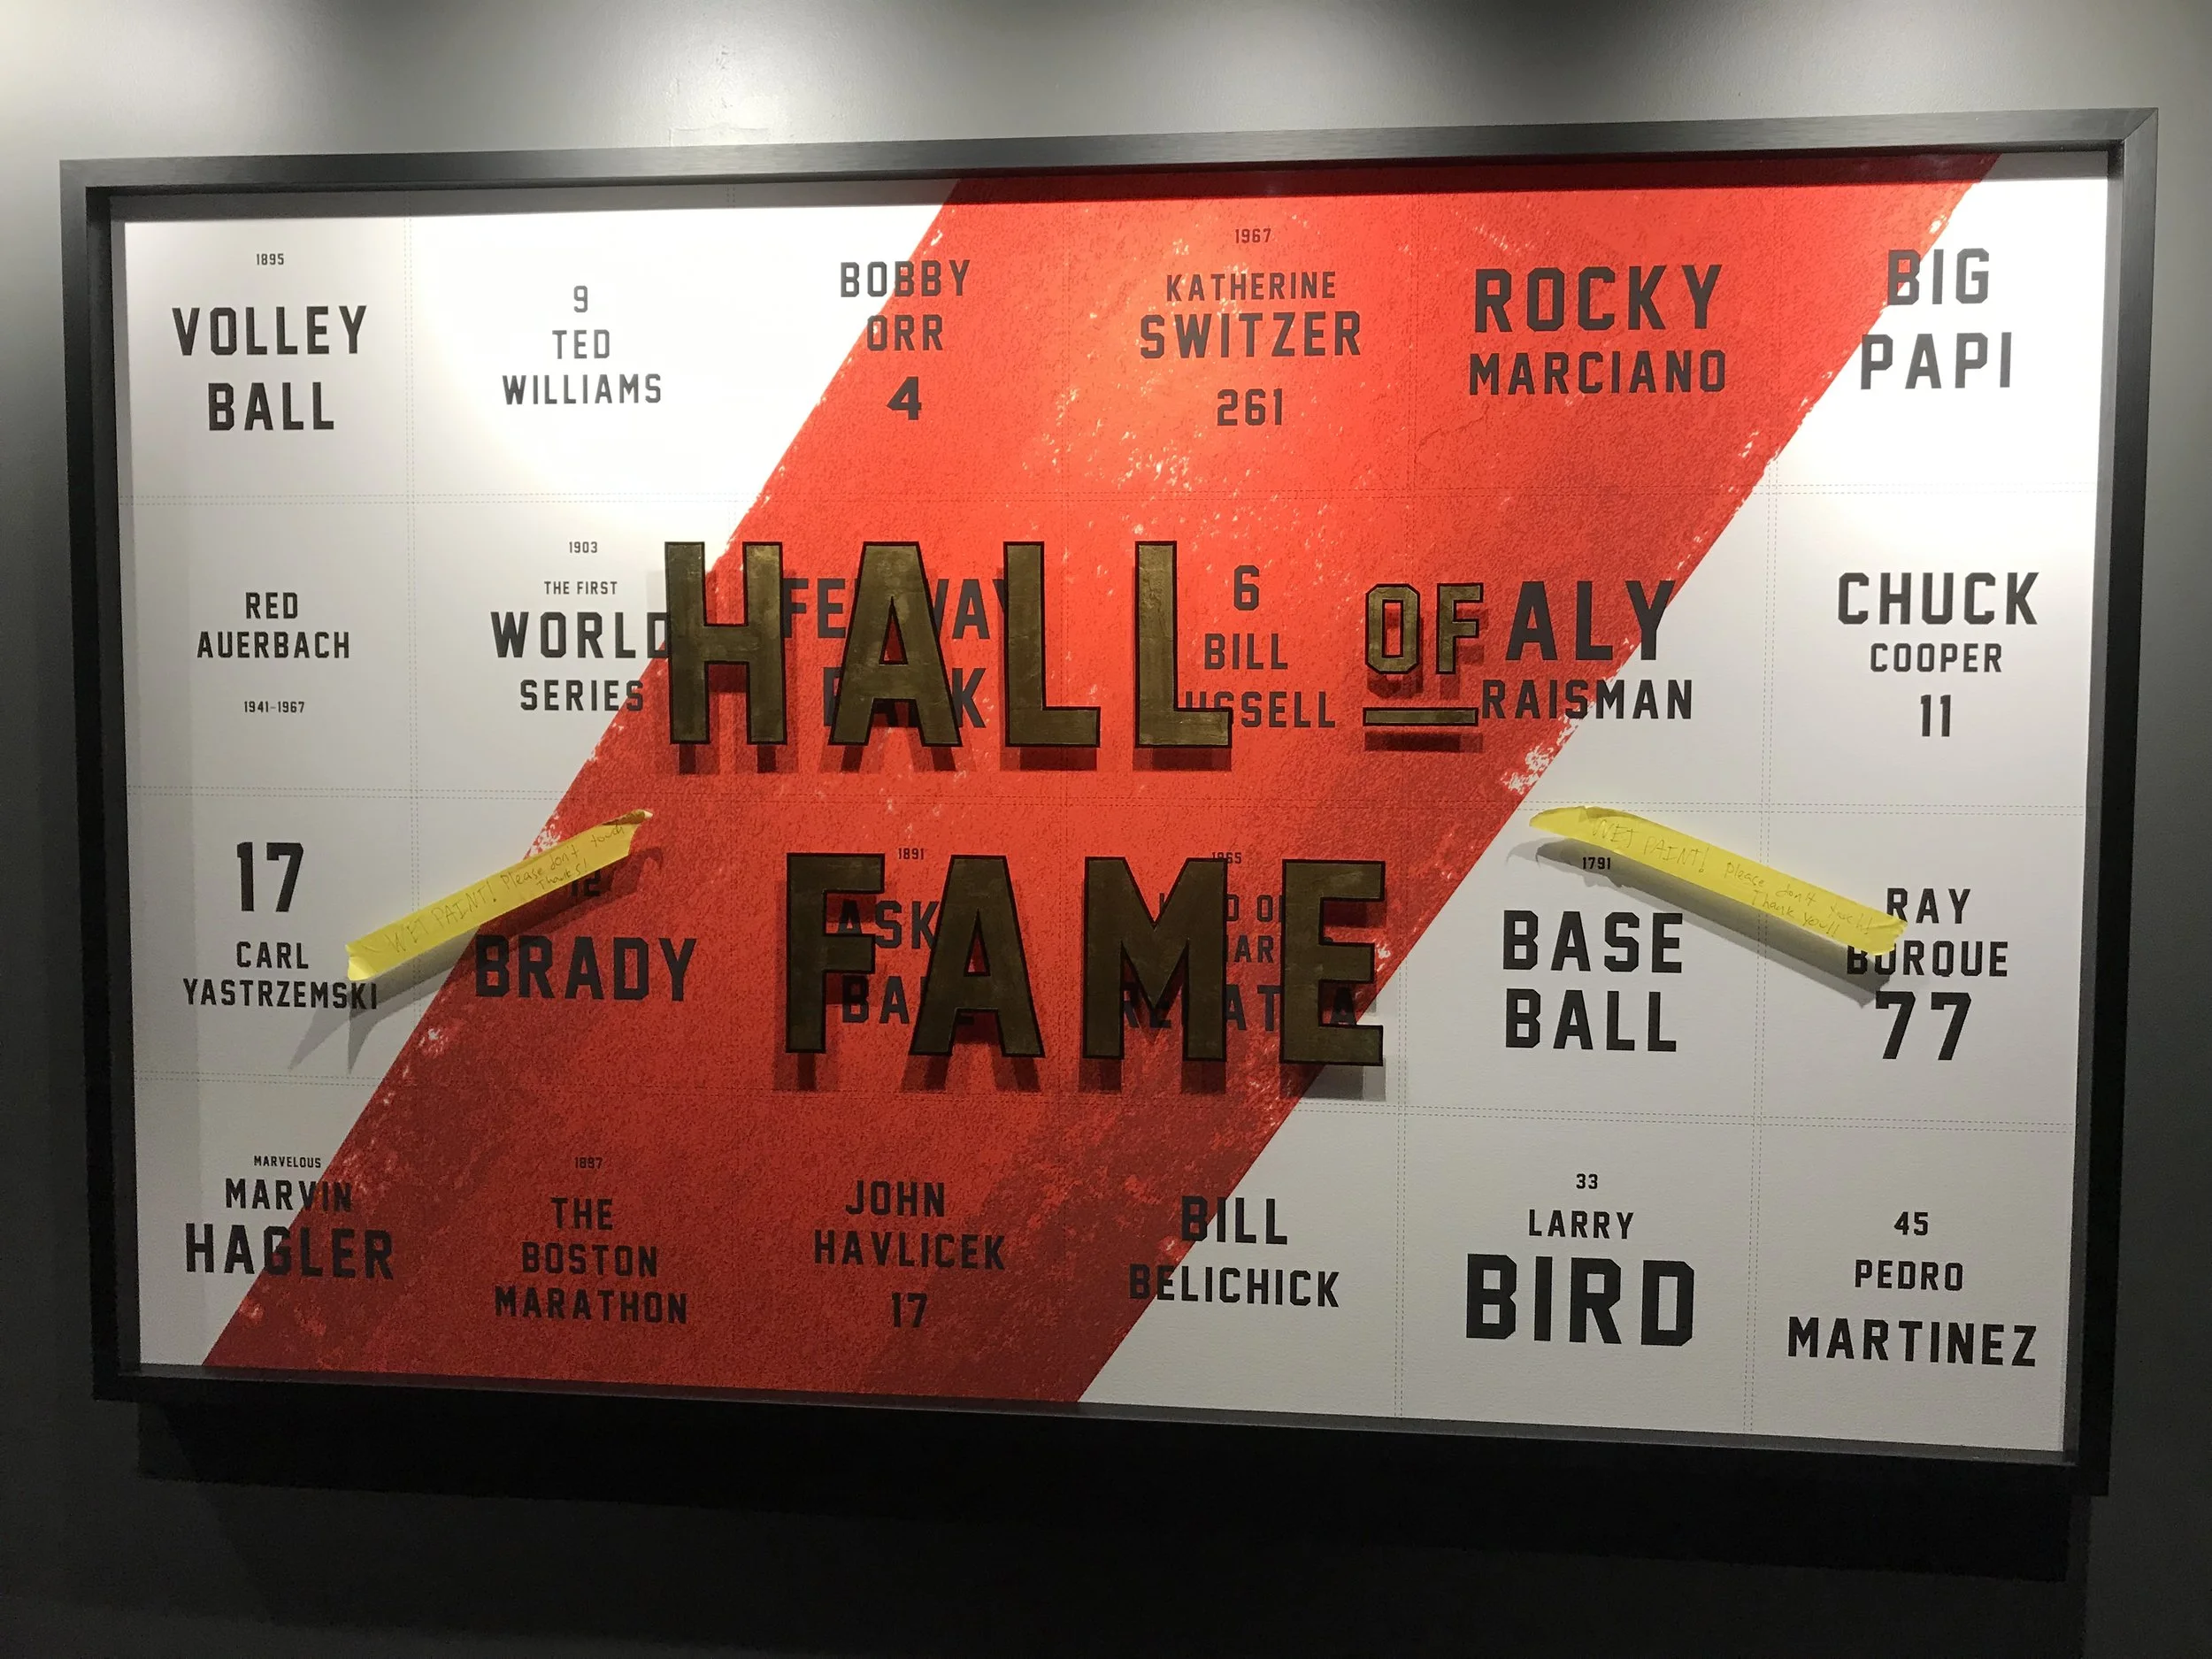 1895
VOLLEY
BALL
9
TED
WILLIAMS
BOBBY
ORR
4
1967
KATHERINE
SWITZER
261
ROCKY
MARCIANO
BIG
PAPI
RED
AUERBACH
1941-1967
1903
THE FIRST
WORLD
SERIES
HALL OF
FAME
6
BILL
ALY
RAISMAN
CHUCK
COOPER
11
17
CARL
YASTRZEMSKI
WET PAINT! Please don't touch
Thanks!
12
BRADY
1891
BA
1965
1791
BASE
BALL
WET PAINT! please don't touch!
Thank you!!
RAY
BORQUE
77
MARVELOUS
MARVIN
HAGLER
1897
THE
BOSTON
MARATHON
JOHN
HAVLICEK
17
BILL
BELICHICK
33
LARRY
BIRD
45
PEDRO
MARTINEZ